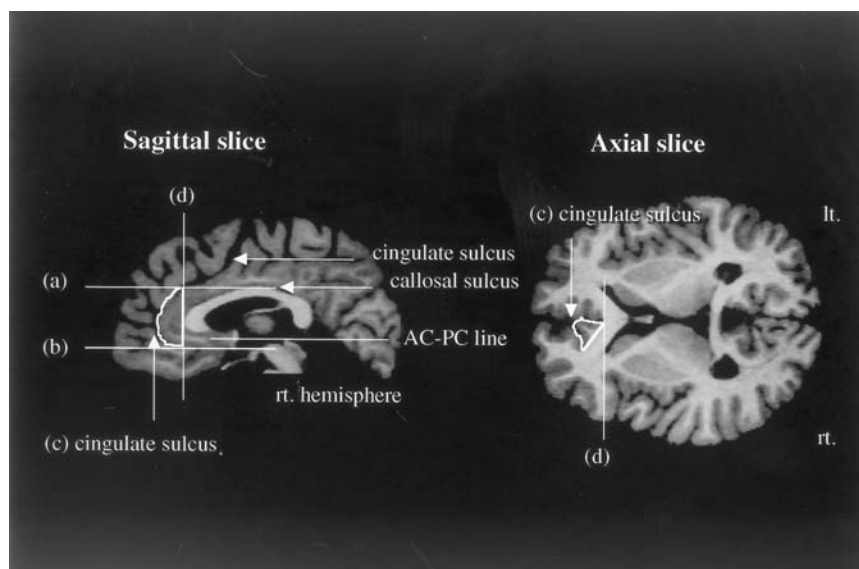 Sagittal slice
Axial slice
(d)
(c) cingulate sulcus
lt.
cingulate sulcus
(a)
callosal sulcus
(b)
AC-PC line
rt. hemisphere
(c) cingulate sulcus
(d)
rt.